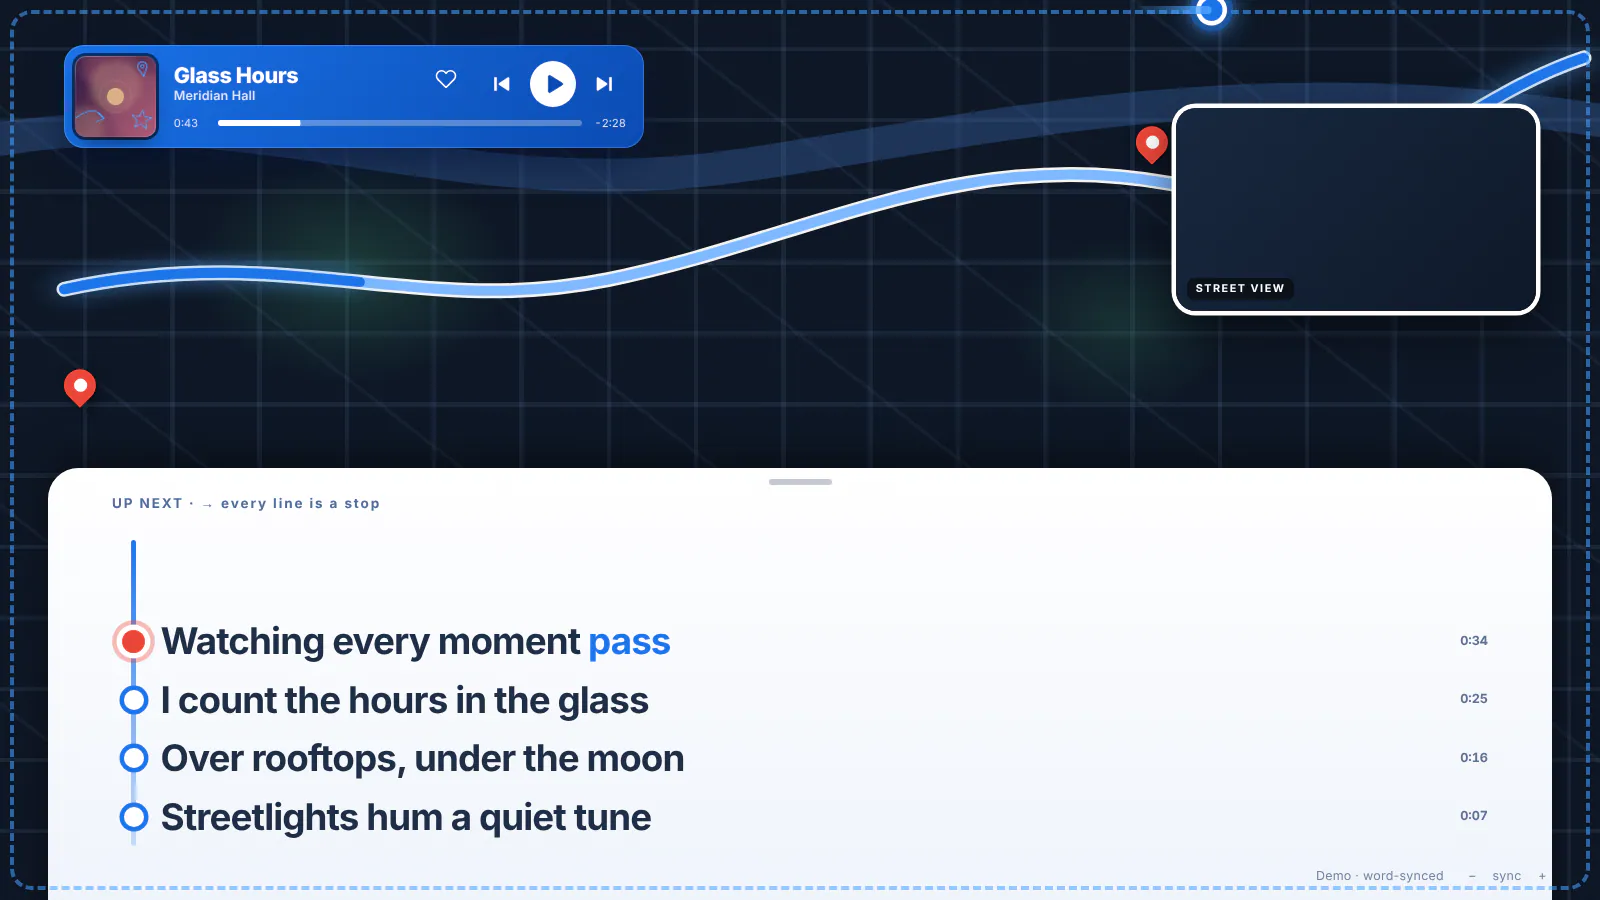 Glass Hours
Meridian Hall
0:43
-2:28
STREET VIEW
UP NEXT · → every line is a stop
Watching every moment pass
0:34
I count the hours in the glass
0:25
Over rooftops, under the moon
0:16
Streetlights hum a quiet tune
0:07
Demo · word-synced − sync +